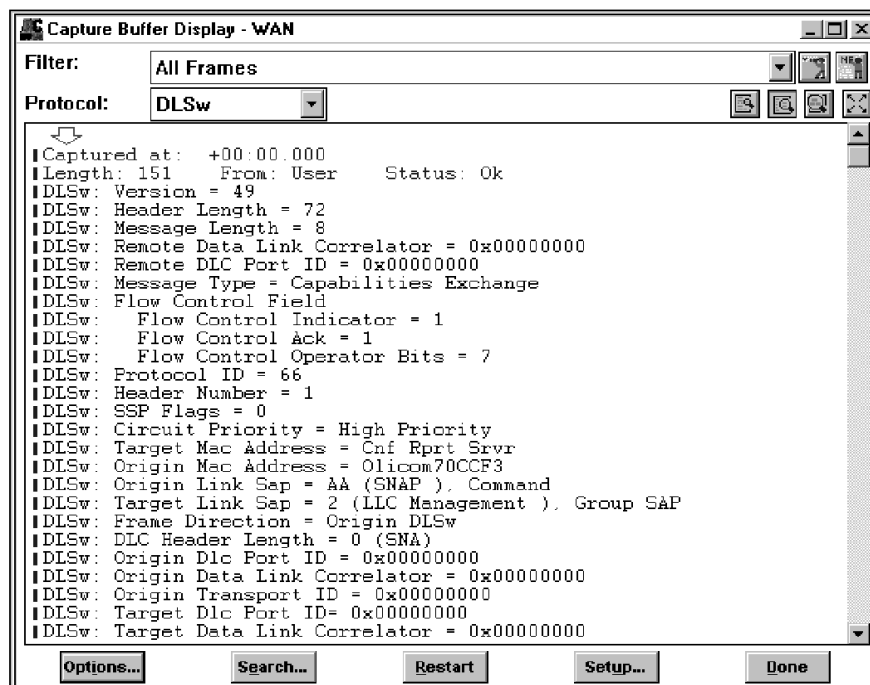 Capture Buffer Display - WAN
Filter: All Frames
Protocol: DLSw
Captured at: +00:00.000
Length: 151 From: User Status: Ok
DLSw: Version = 49
DLSw: Header Length = 72
DLSw: Message Length = 8
DLSw: Remote Data Link Correlator = 0x00000000
DLSw: Remote DLC Port ID = 0x00000000
DLSw: Message Type = Capabilities Exchange
DLSw: Flow Control Field
DLSw: Flow Control Indicator = 1
DLSw: Flow Control Ack = 1
DLSw: Flow Control Operator Bits = 7
DLSw: Protocol ID = 66
DLSw: Header Number = 1
DLSw: SSP Flags = 0
DLSw: Circuit Priority = High Priority
DLSw: Target Mac Address = Cnf Rprt Srvr
DLSw: Origin Mac Address = Olicom70CCF3
DLSw: Origin Link Sap = AA (SNAP ), Command
DLSw: Target Link Sap = 2 (LLC Management ), Group SAP
DLSw: Frame Direction = Origin DLSw
DLSw: DLC Header Length = 0 (SNA)
DLSw: Origin Dlc Port ID = 0x00000000
DLSw: Origin Data Link Correlator = 0x00000000
DLSw: Origin Transport ID = 0x00000000
DLSw: Target Dlc Port ID= 0x00000000
DLSw: Target Data Link Correlator = 0x00000000
Options... Search... Restart Setup... Done